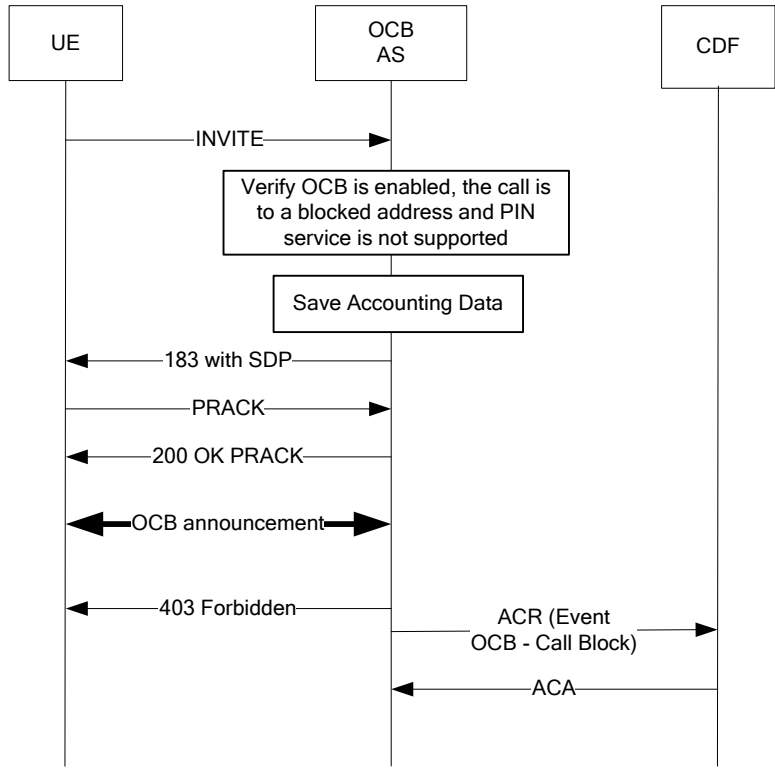 UE
OCB
AS
CDF
INVITE
Verify OCB is enabled, the call is
to a blocked address and PIN
service is not supported
Save Accounting Data
183 with SDP
PRACK
200 OK PRACK
OCB announcement
403 Forbidden
ACR (Event
OCB - Call Block)
ACA